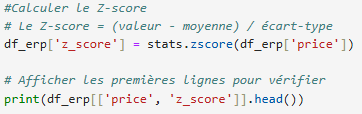 #Calculer le Z-score
# Le Z-score = (valeur - moyenne) / écart-type
df_erp['z_score'] = stats.zscore(df_erp['price'])
# Afficher les premières lignes pour vérifier
print(df_erp[['price', 'z_score']].head())